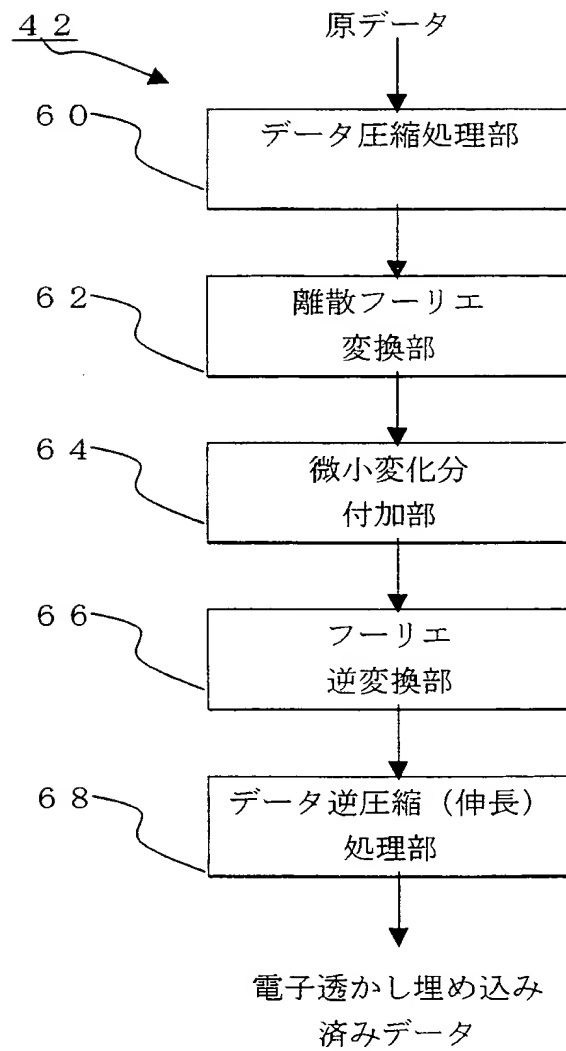 ４２
原データ
６０
データ圧縮処理部
６２
離散フーリエ
変換部
６４
微小変化分
付加部
６６
フーリエ
逆変換部
６８
データ逆圧縮（伸長）
処理部
電子透かし埋め込み
済みデータ